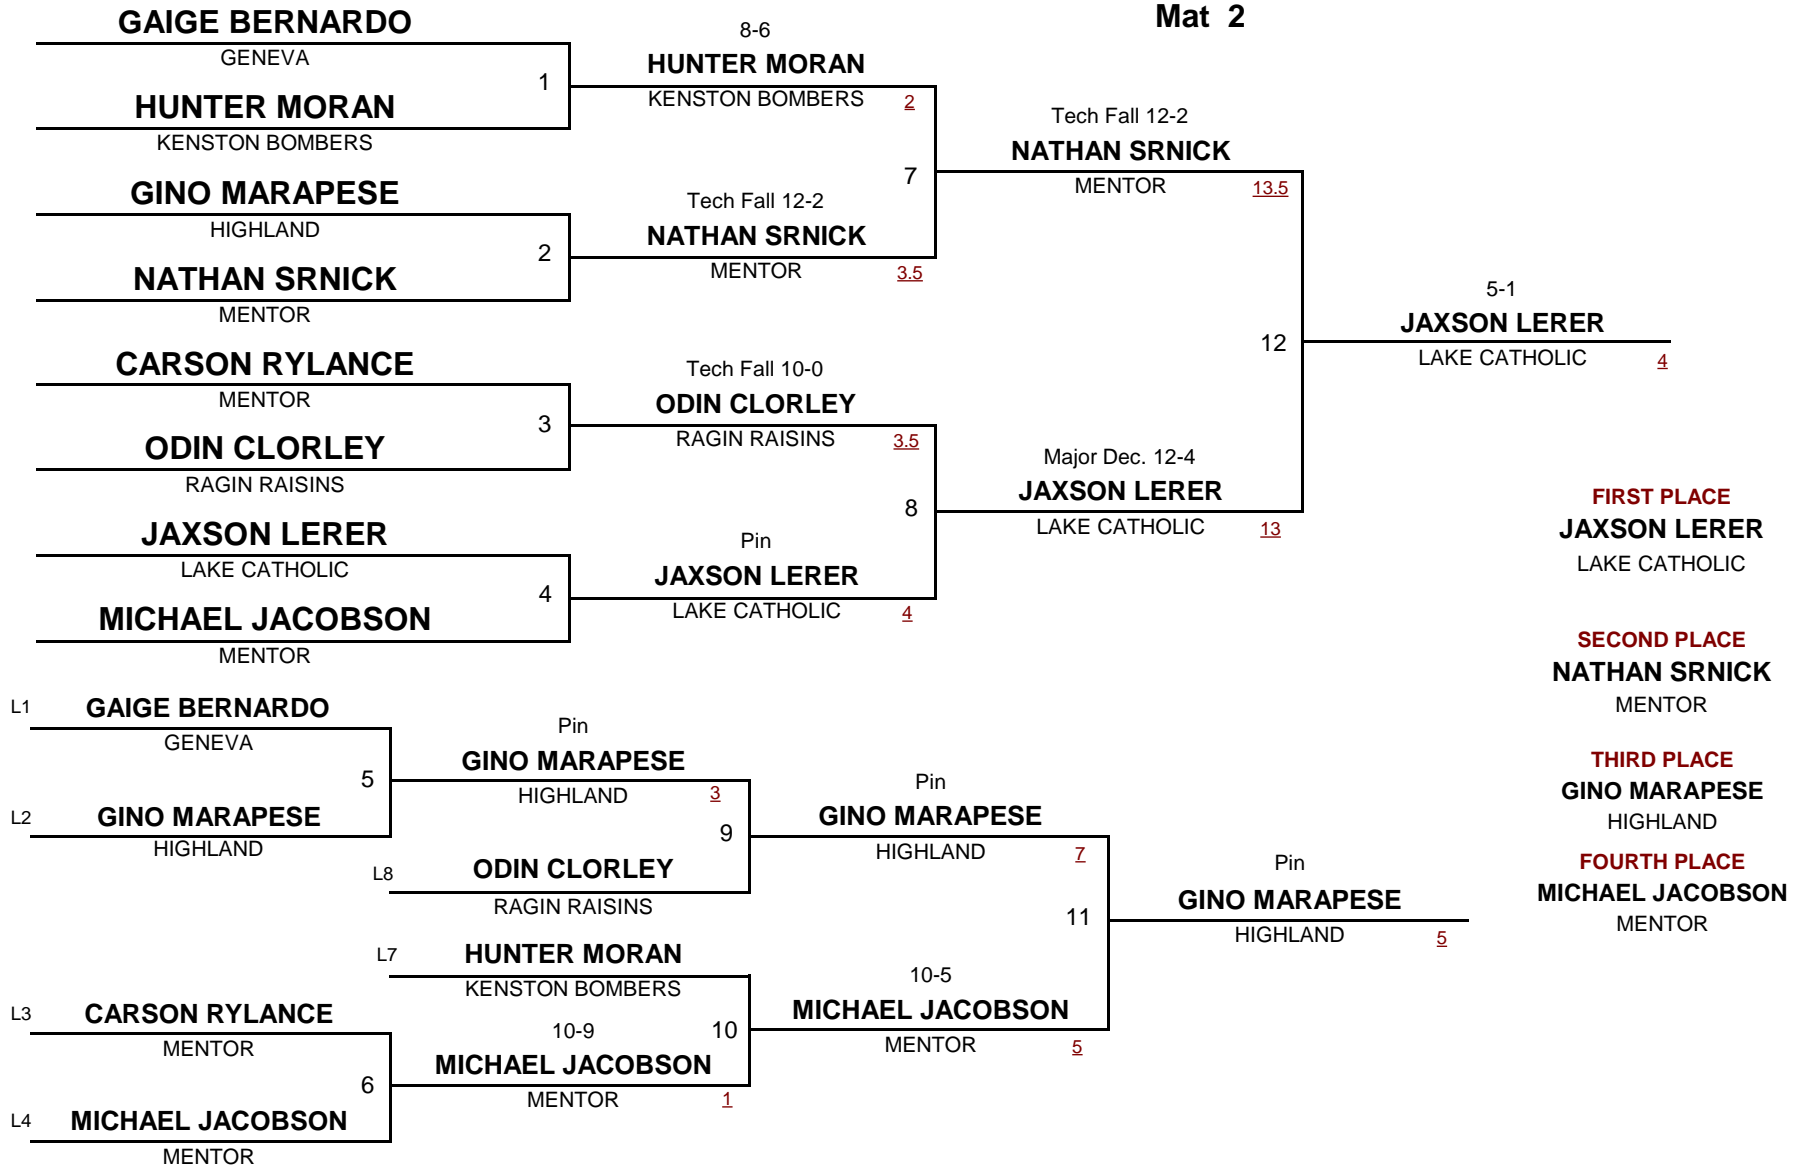 Mat 2
GAIGE BERNARDO
GENEVA
1
HUNTER MORAN
KENSTON BOMBERS
GINO MARAPESE
HIGHLAND
2
NATHAN SRNICK
MENTOR
CARSON RYLANCE
MENTOR
3
ODIN CLORLEY
RAGIN RAISINS
JAXSON LERER
LAKE CATHOLIC
4
MICHAEL JACOBSON
MENTOR
8-6
HUNTER MORAN
KENSTON BOMBERS 2
7
Tech Fall 12-2
NATHAN SRNICK
MENTOR 3.5
Tech Fall 10-0
ODIN CLORLEY
RAGIN RAISINS 3.5
8
Pin
JAXSON LERER
LAKE CATHOLIC 4
Tech Fall 12-2
NATHAN SRNICK
MENTOR 13.5
12
Major Dec. 12-4
JAXSON LERER
LAKE CATHOLIC 13
5-1
JAXSON LERER
LAKE CATHOLIC 4
L1 GAIGE BERNARDO
GENEVA
5
L2 GINO MARAPESE
HIGHLAND
L3 CARSON RYLANCE
MENTOR
6
L4 MICHAEL JACOBSON
MENTOR
Pin
GINO MARAPESE
HIGHLAND 3
9
L8 ODIN CLORLEY
RAGIN RAISINS
L7 HUNTER MORAN
KENSTON BOMBERS
10
10-9
MICHAEL JACOBSON
MENTOR 1
Pin
GINO MARAPESE
HIGHLAND 7
11
10-5
MICHAEL JACOBSON
MENTOR 5
Pin
GINO MARAPESE
HIGHLAND 5
FIRST PLACE
JAXSON LERER
LAKE CATHOLIC
SECOND PLACE
NATHAN SRNICK
MENTOR
THIRD PLACE
GINO MARAPESE
HIGHLAND
FOURTH PLACE
MICHAEL JACOBSON
MENTOR